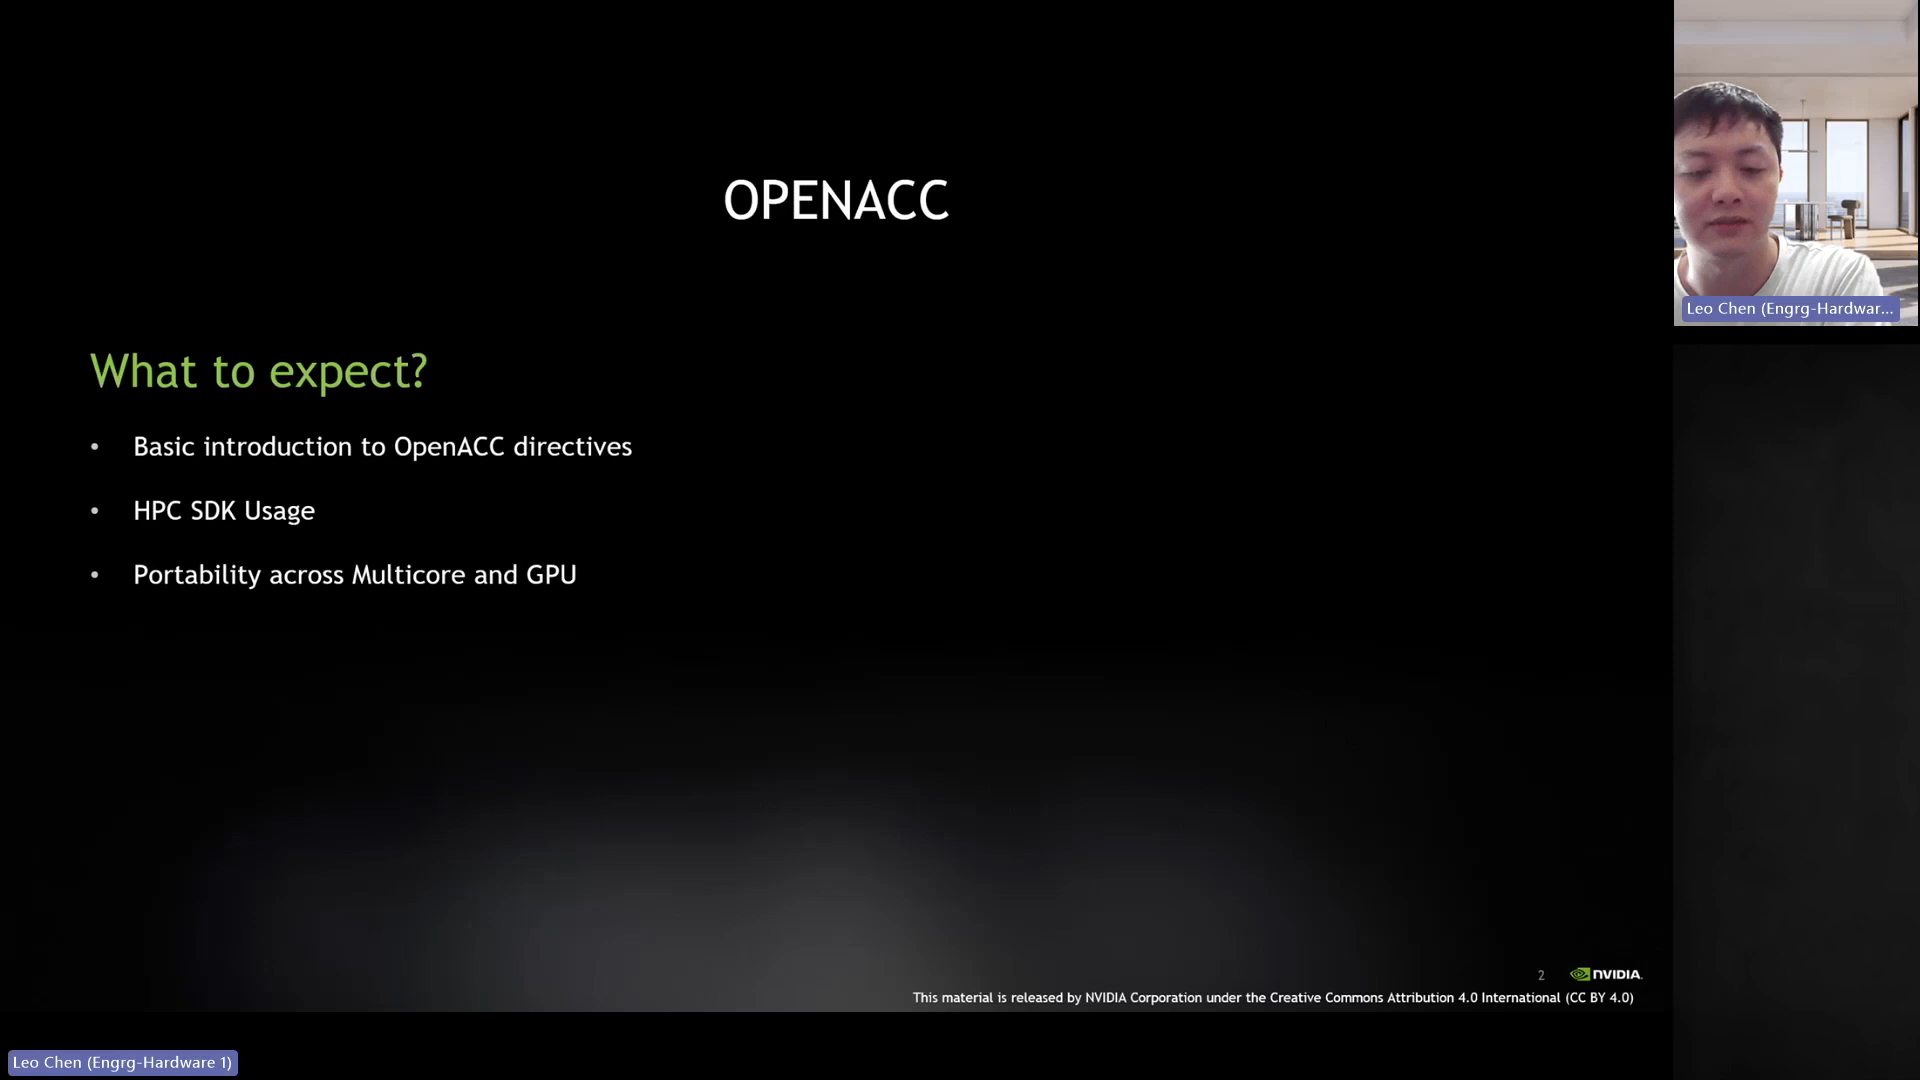 OPENACC
What to expect?
• Basic introduction to OpenACC directives
• HPC SDK Usage
• Portability across Multicore and GPU
2
NVIDIA.
This material is released by NVIDIA Corporation under the Creative Commons Attribution 4.0 International (CC BY 4.0)
Leo Chen (Engrg-Hardwar...
Leo Chen (Engrg-Hardware 1)